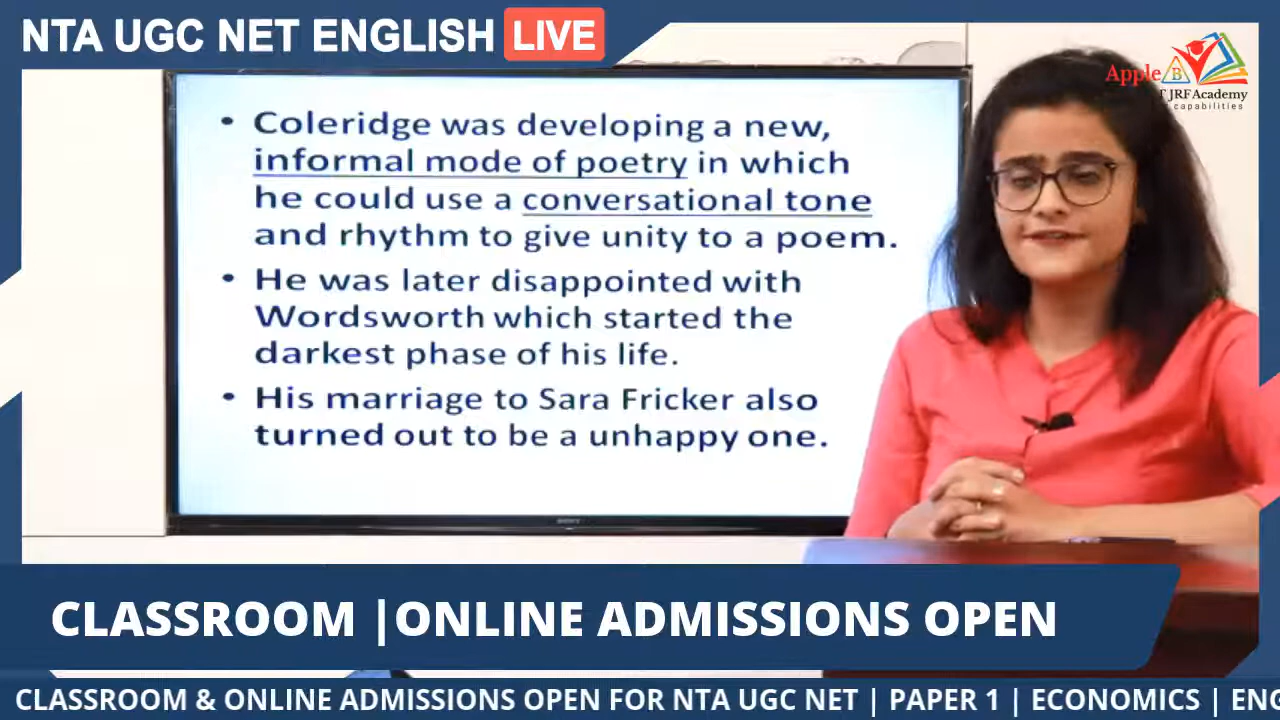 NTA UGC NET ENGLISH LIVE
Apple B
T JRF Academy
capabilities
• Coleridge was developing a new,
informal mode of poetry in which
he could use a conversational tone
and rhythm to give unity to a poem.
• He was later disappointed with
Wordsworth which started the
darkest phase of his life.
• His marriage to Sara Fricker also
turned out to be a unhappy one.
SONY
CLASSROOM |ONLINE ADMISSIONS OPEN
CLASSROOM & ONLINE ADMISSIONS OPEN FOR NTA UGC NET | PAPER 1 | ECONOMICS | ENG